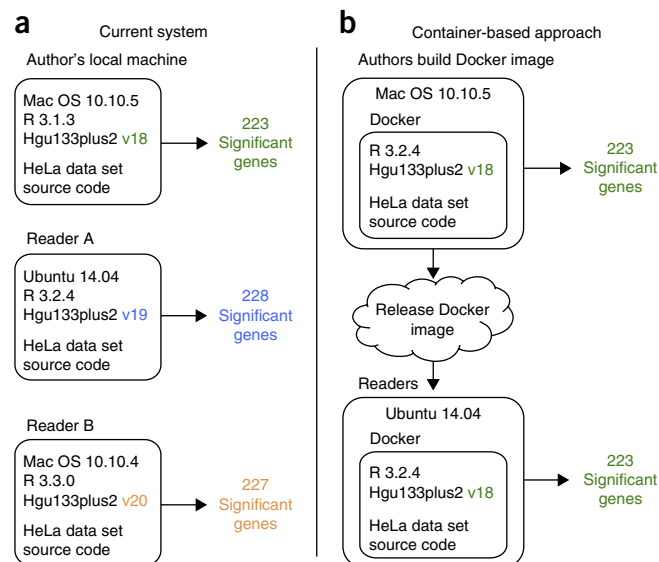 a
Current system
Author's local machine
Mac OS 10.10.5
R 3.1.3
Hgu133plus2 v18
HeLa data set
source code
223
Significant
genes
Reader A
Ubuntu 14.04
R 3.2.4
Hgu133plus2 v19
HeLa data set
source code
228
Significant
genes
Reader B
Mac OS 10.10.4
R 3.3.0
Hgu133plus2 v20
HeLa data set
source code
227
Significant
genes
b
Container-based approach
Authors build Docker image
Mac OS 10.10.5
Docker
R 3.2.4
Hgu133plus2 v18
HeLa data set
source code
223
Significant
genes
Release Docker
image
Readers
Ubuntu 14.04
Docker
R 3.2.4
Hgu133plus2 v18
HeLa data set
source code
223
Significant
genes